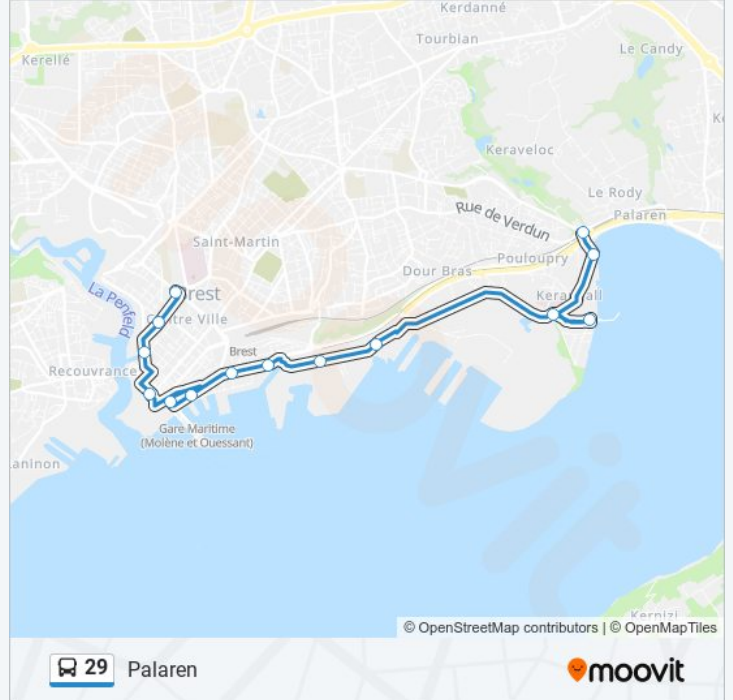 Kerdanné
Tourbian
Kerellé
Le Candy
Keraveloc
Le Rody
Rue de Verdun
Palaren
Saint-Martin
Pouloupry
Dour Bras
La Penfeld
Brest
Centre Ville
Brest
Recouvrance
Gare Maritime
(Molène et Ouessant)
aninon
Kernizi
© OpenStreetMap contributors | © OpenMapTiles
29 Palaren
moovit